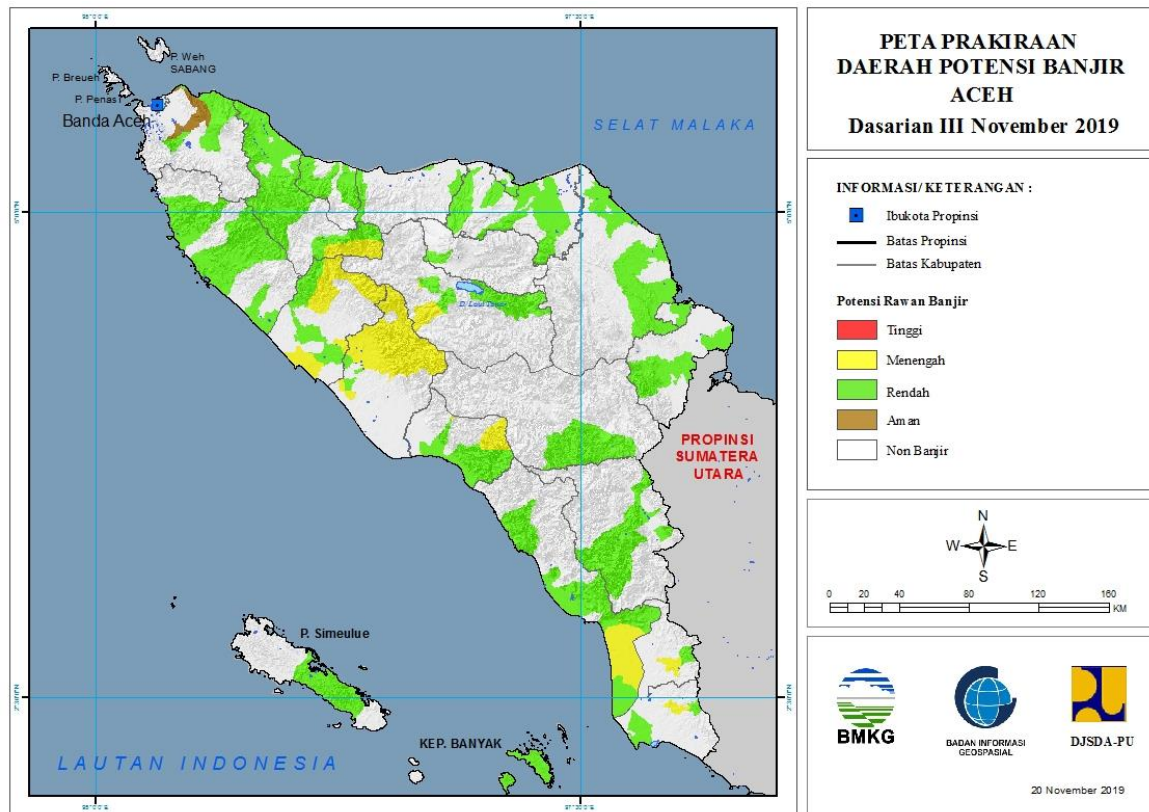 PETA PRAKIRAAN
DAERAH POTENSI BANJIR
ACEH
Dasarian III November 2019
INFORMASI/ KETERANGAN :
Ibukota Propinsi
Batas Propinsi
Batas Kabupaten
Potensi Rawan Banjir
Tinggi
Menengah
Rendah
Aman
Non Banjir
N
W E
S
0 20 40 80 120 160
KM
BMKG
BADAN INFORMASI
GEOSPASIAL
DJSDA-PU
20 November 2019
P. Weh
SABANG
P. Breueh
P. Penasi
Banda Aceh
SELAT MALAKA
PROPINSI
SUMATERA
UTARA
P. Simeulue
KEP. BANYAK
LAUTAN INDONESIA